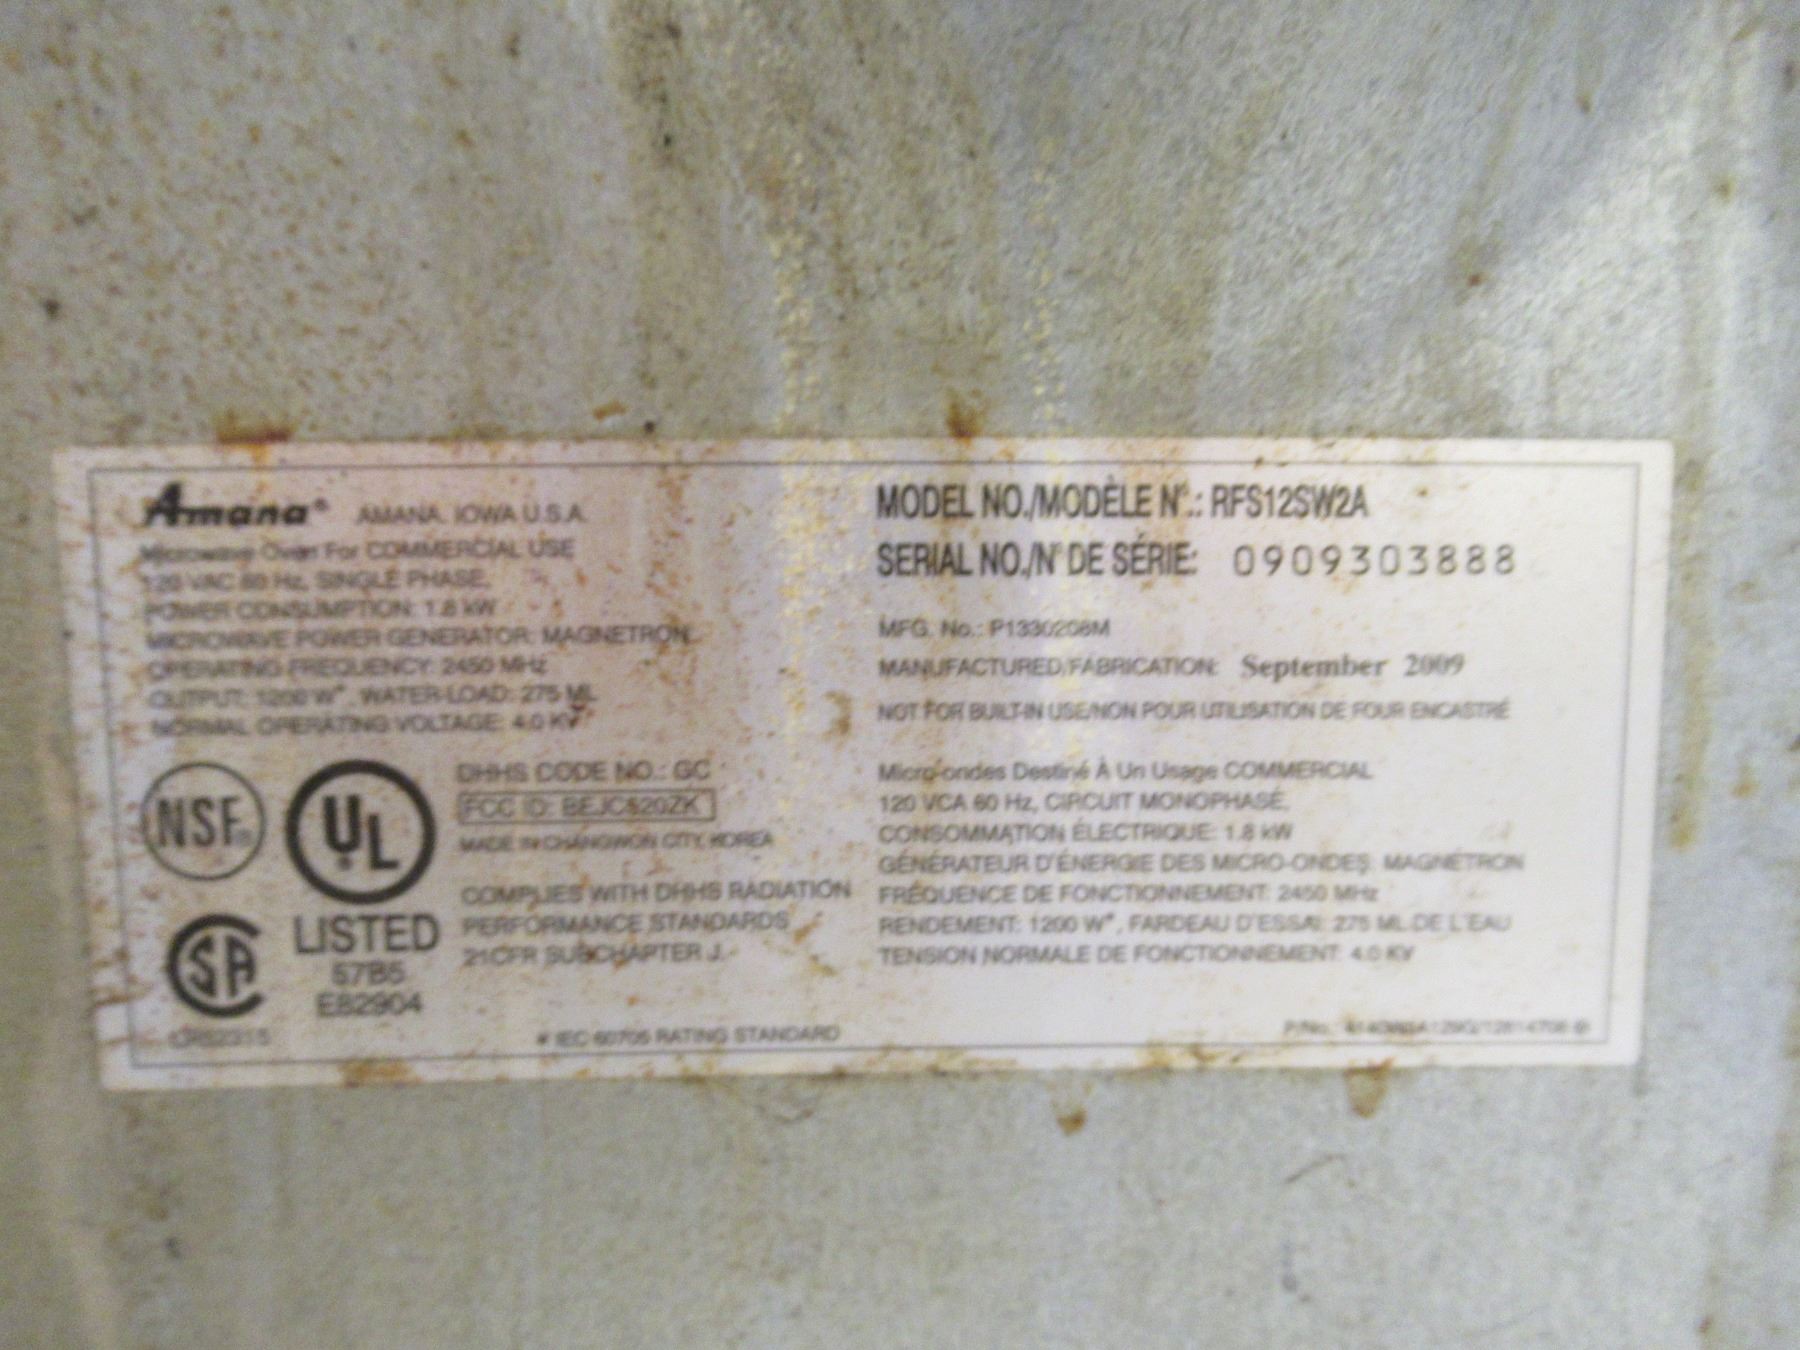 Amana® AMANA, IOWA U.S.A.
Microwave Oven For COMMERCIAL USE
120 VAC 60 Hz, SINGLE PHASE,
POWER CONSUMPTION: 1.8 kW
MICROWAVE POWER GENERATOR: MAGNETRON
OPERATING FREQUENCY: 2450 MHz
OUTPUT: 1200 W*, WATER-LOAD: 275 ML
NORMAL OPERATING VOLTAGE: 4.0 KV
NSF®
UL
LISTED
57B5
E82904
DHHS CODE NO.: GC
FCC ID: BEJC620ZK
MADE IN CHANGWON CITY, KOREA
COMPLIES WITH DHHS RADIATION
PERFORMANCE STANDARDS
21CFR SUBCHAPTER J.
SA
* IEC 60705 RATING STANDARD
MODEL NO./MODÈLE N°.: RFS12SW2A
SERIAL NO./N° DE SÉRIE: 0909303888
MFG. No.: P1330208M
MANUFACTURED/FABRICATION: September 2009
NOT FOR BUILT-IN USE/NON POUR UTILISATION DE FOUR ENCASTRÉ
Micro-ondes Destiné À Un Usage COMMERCIAL
120 VCA 60 Hz, CIRCUIT MONOPHASÉ,
CONSOMMATION ÉLECTRIQUE: 1.8 kW
GÉNÉRATEUR D'ÉNERGIE DES MICRO-ONDES: MAGNÉTRON
FRÉQUENCE DE FONCTIONNEMENT: 2450 MHz
RENDEMENT: 1200 W*, FARDEAU D'ESSAI: 275 ML DE L'EAU
TENSION NORMALE DE FONCTIONNEMENT: 4.0 KV
P/No.: